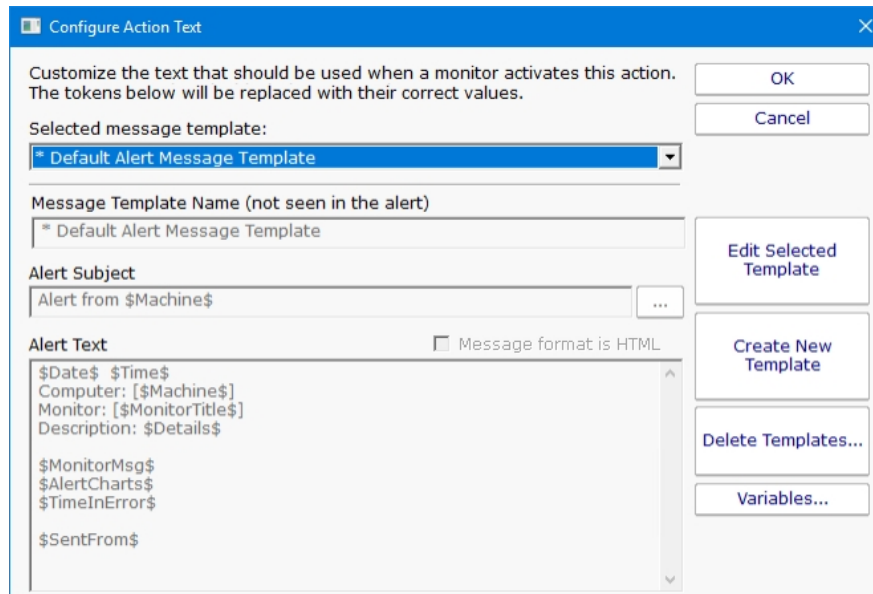 Configure Action Text
Customize the text that should be used when a monitor activates this action.
The tokens below will be replaced with their correct values.
OK
Cancel
Selected message template:
* Default Alert Message Template
Message Template Name (not seen in the alert)
* Default Alert Message Template
Edit Selected
Template
Alert Subject
Alert from $Machine$
...
Alert Text
Message format is HTML
Create New
Template
$Date$  $Time$
Computer: [$Machine$]
Monitor: [$MonitorTitle$]
Description: $Details$
Delete Templates...
$MonitorMsg$
$AlertCharts$
$TimeInError$
Variables...
$SentFrom$